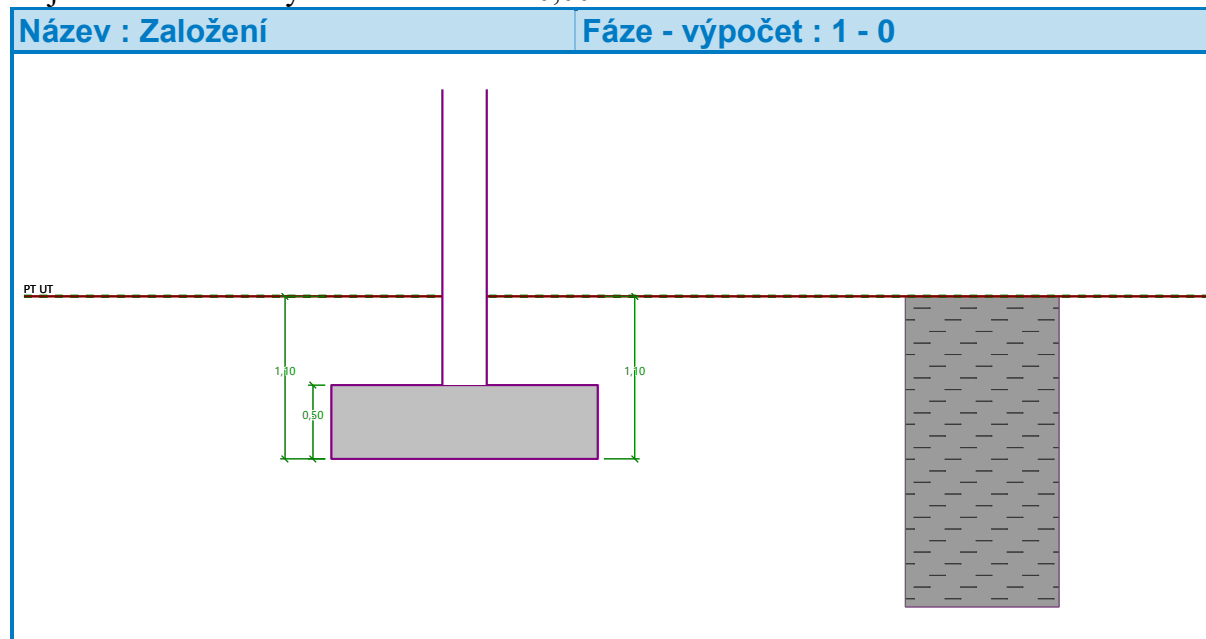 Název : Založení
Fáze - výpočet : 1 - 0
PT UT
1,10
1,10
0,50